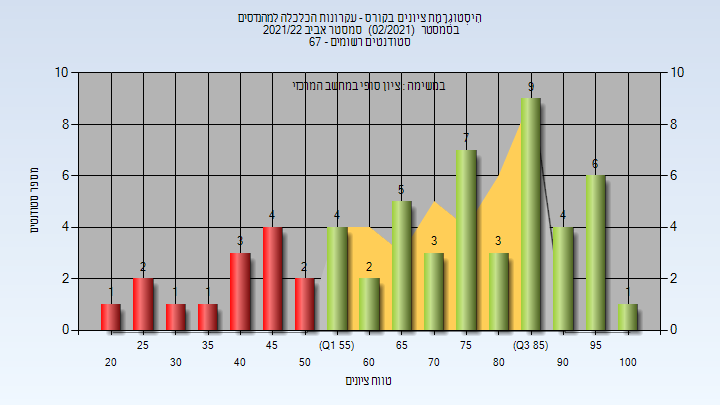 הִיסְטוֹגְרָמַת ציונים בקורס - עקרונות הכלכלה למהנדסים
בסמסטר (02/2021) סמסטר אביב 2021/22
סטודנטים רשומים - 67
במשימה : ציון סופי במחשב המרכזי
מספר סטודנטים
10 10
8 8
6 6
4 4
2 2
0 0
1 2 1 1 3 4 2 4 2 5 3 7 3 9 4 6 1
25 35 45 (Q1 55) 65 75 (Q3 85) 95
20 30 40 50 60 70 80 90 100
טווח ציונים